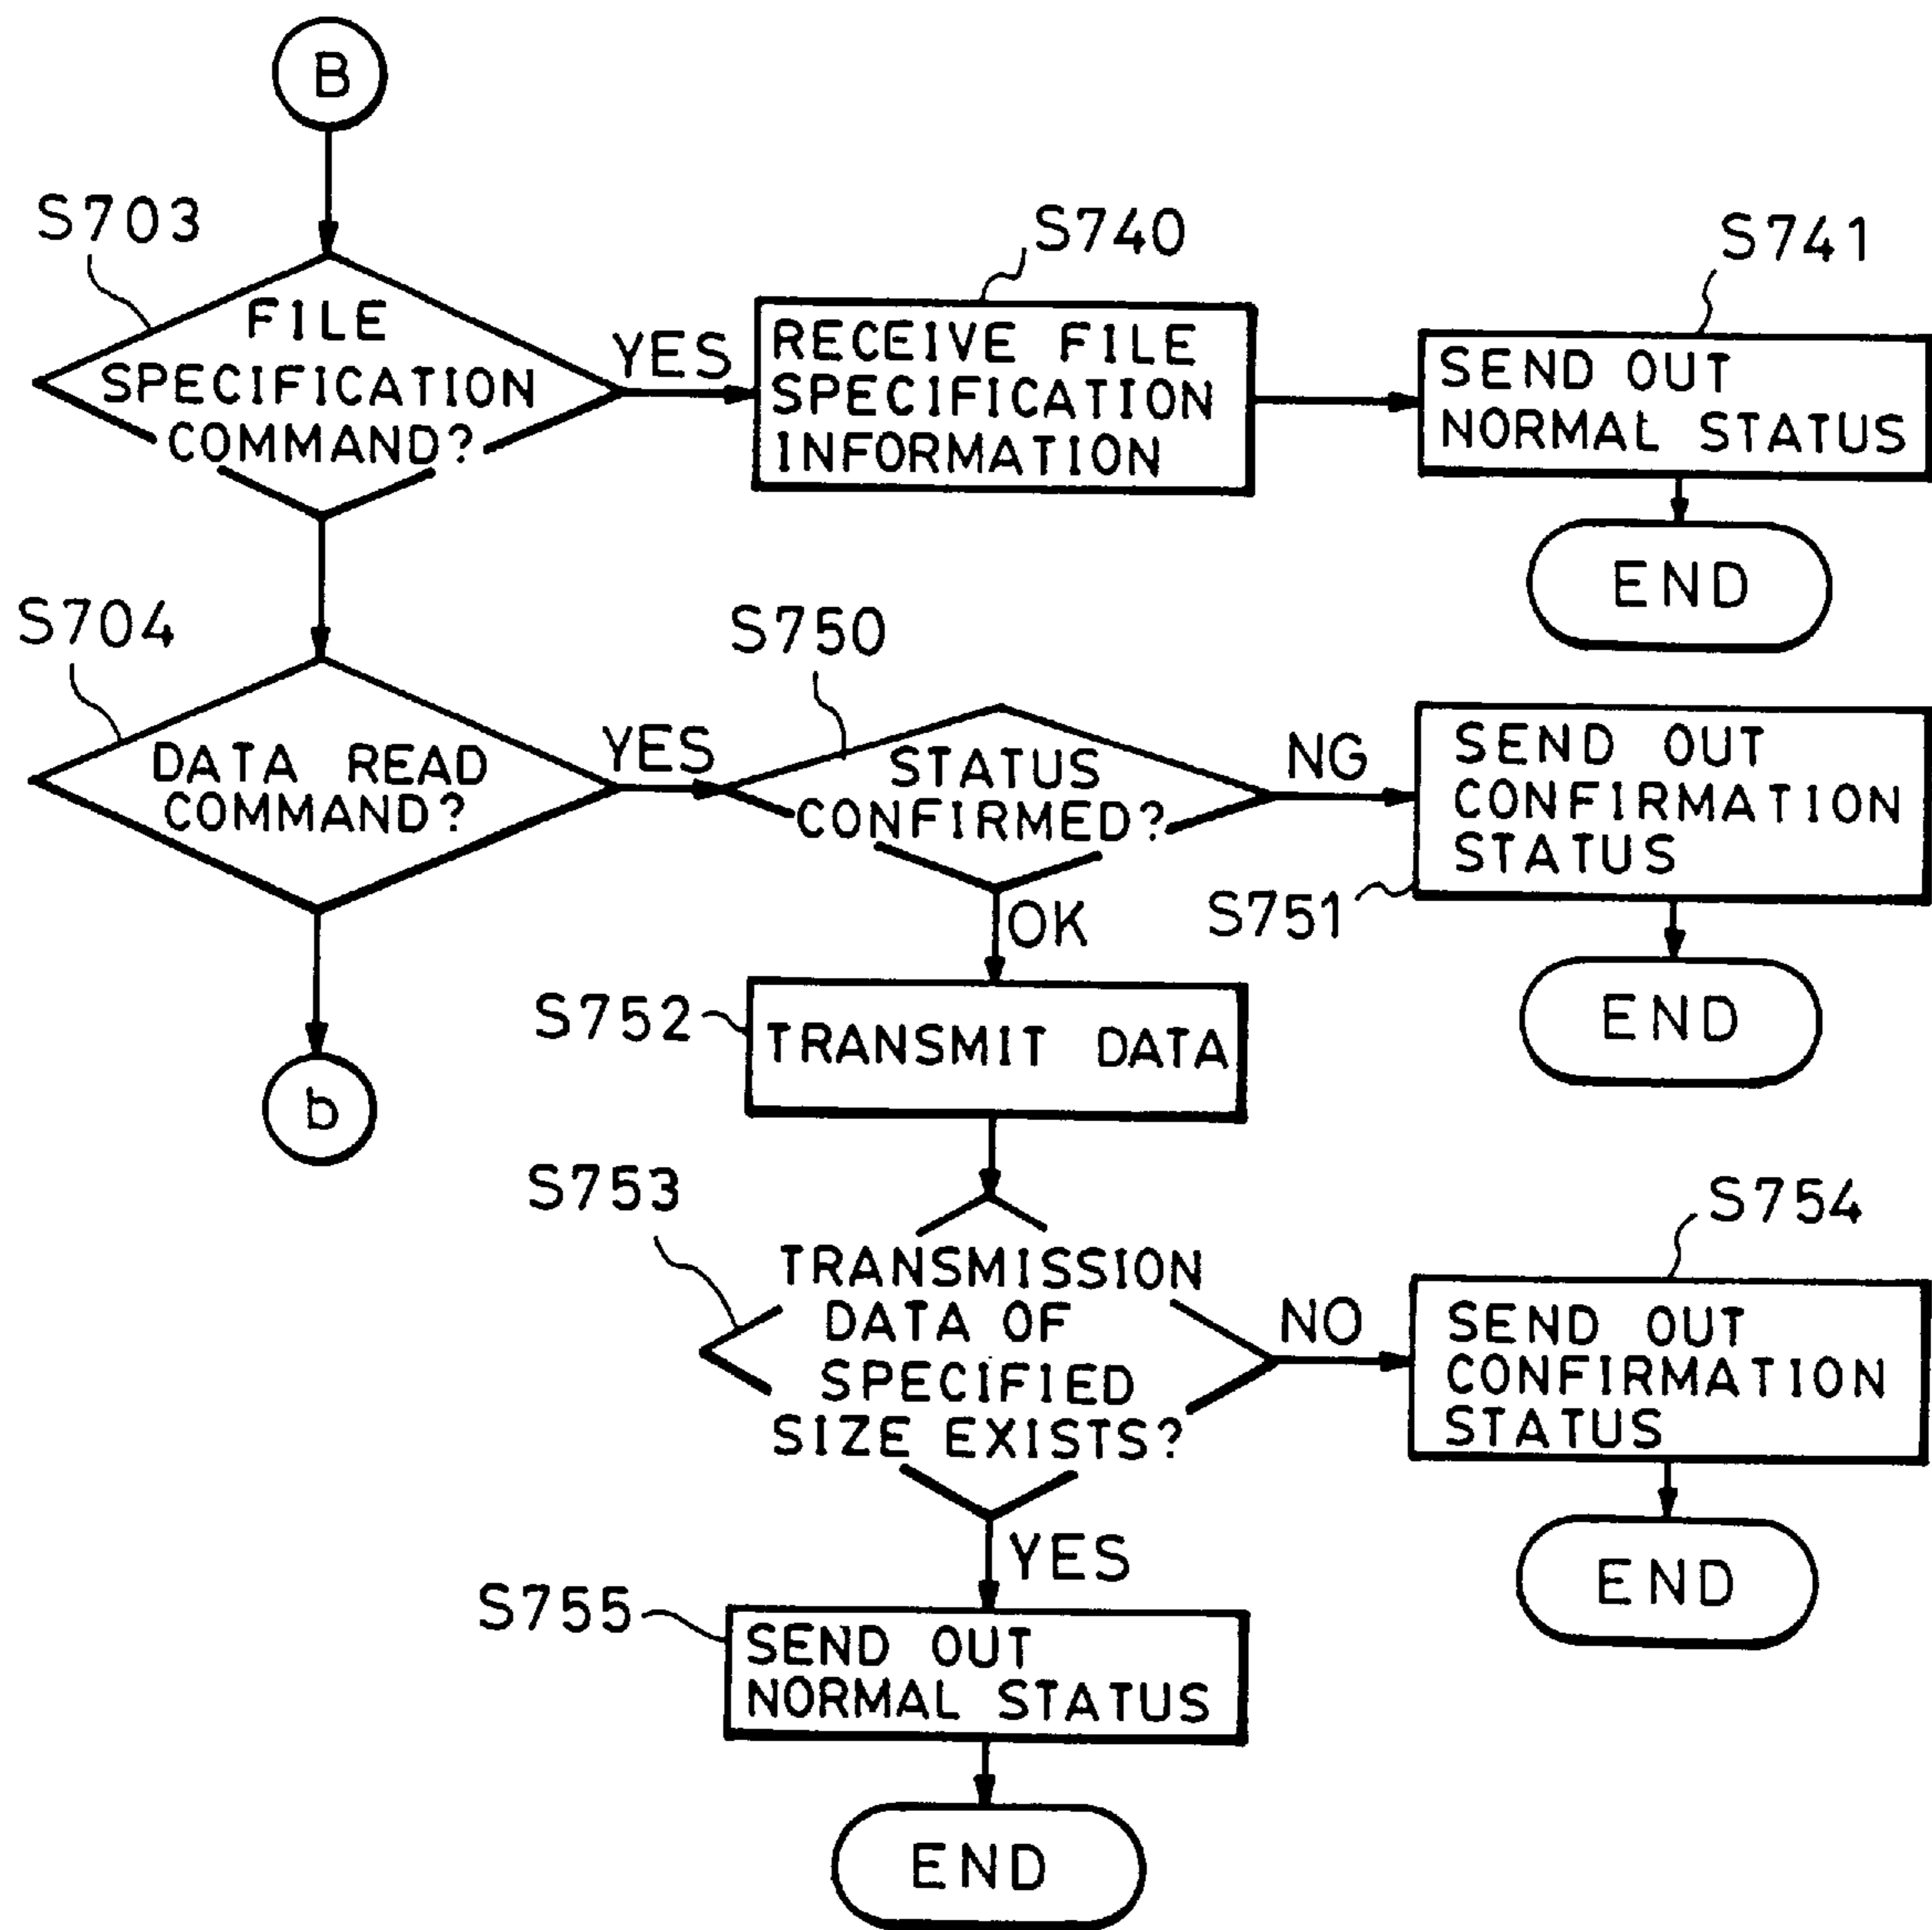 B
S703
FILE
SPECIFICATION
COMMAND?
YES
S740
RECEIVE FILE
SPECIFICATION
INFORMATION
S741
SEND OUT
NORMAL STATUS
END
S704
DATA READ
COMMAND?
YES
S750
STATUS
CONFIRMED?
NG
SEND OUT
CONFIRMATION
STATUS
S751
END
OK
b
S752
TRANSMIT DATA
S753
TRANSMISSION
DATA OF
SPECIFIED
SIZE EXISTS?
NO
S754
SEND OUT
CONFIRMATION
STATUS
END
YES
S755
SEND OUT
NORMAL STATUS
END